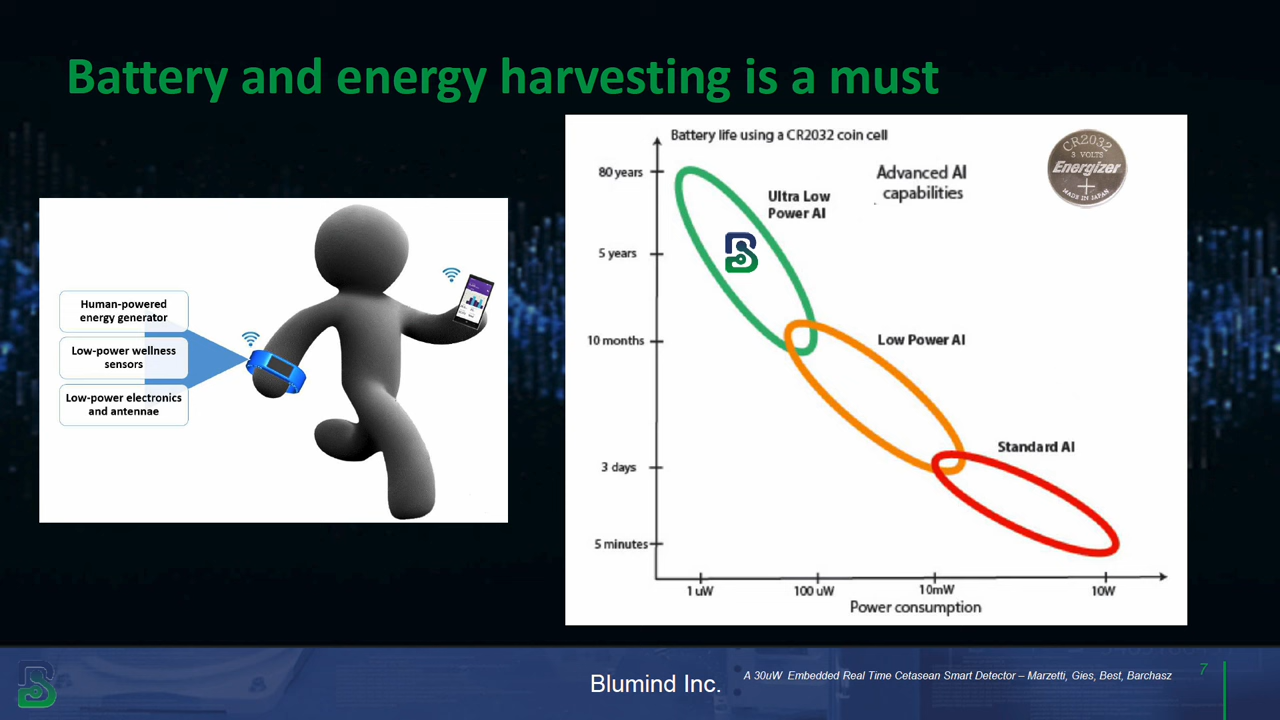 Battery and energy harvesting is a must
Human-powered
energy generator
Low-power wellness
sensors
Low-power electronics
and antennae
Battery life using a CR2032 coin cell
80 years
5 years
10 months
3 days
5 minutes
Ultra Low
Power AI
Advanced AI
capabilities
CR2032
3 VOLTS
Energizer
+
MADE IN JAPAN
Low Power AI
Standard AI
1 uW
100 uW
10mW
10W
Power consumption
Blumind Inc.
A 30uW Embedded Real Time Cetasean Smart Detector – Marzetti, Gies, Best, Barchasz
7